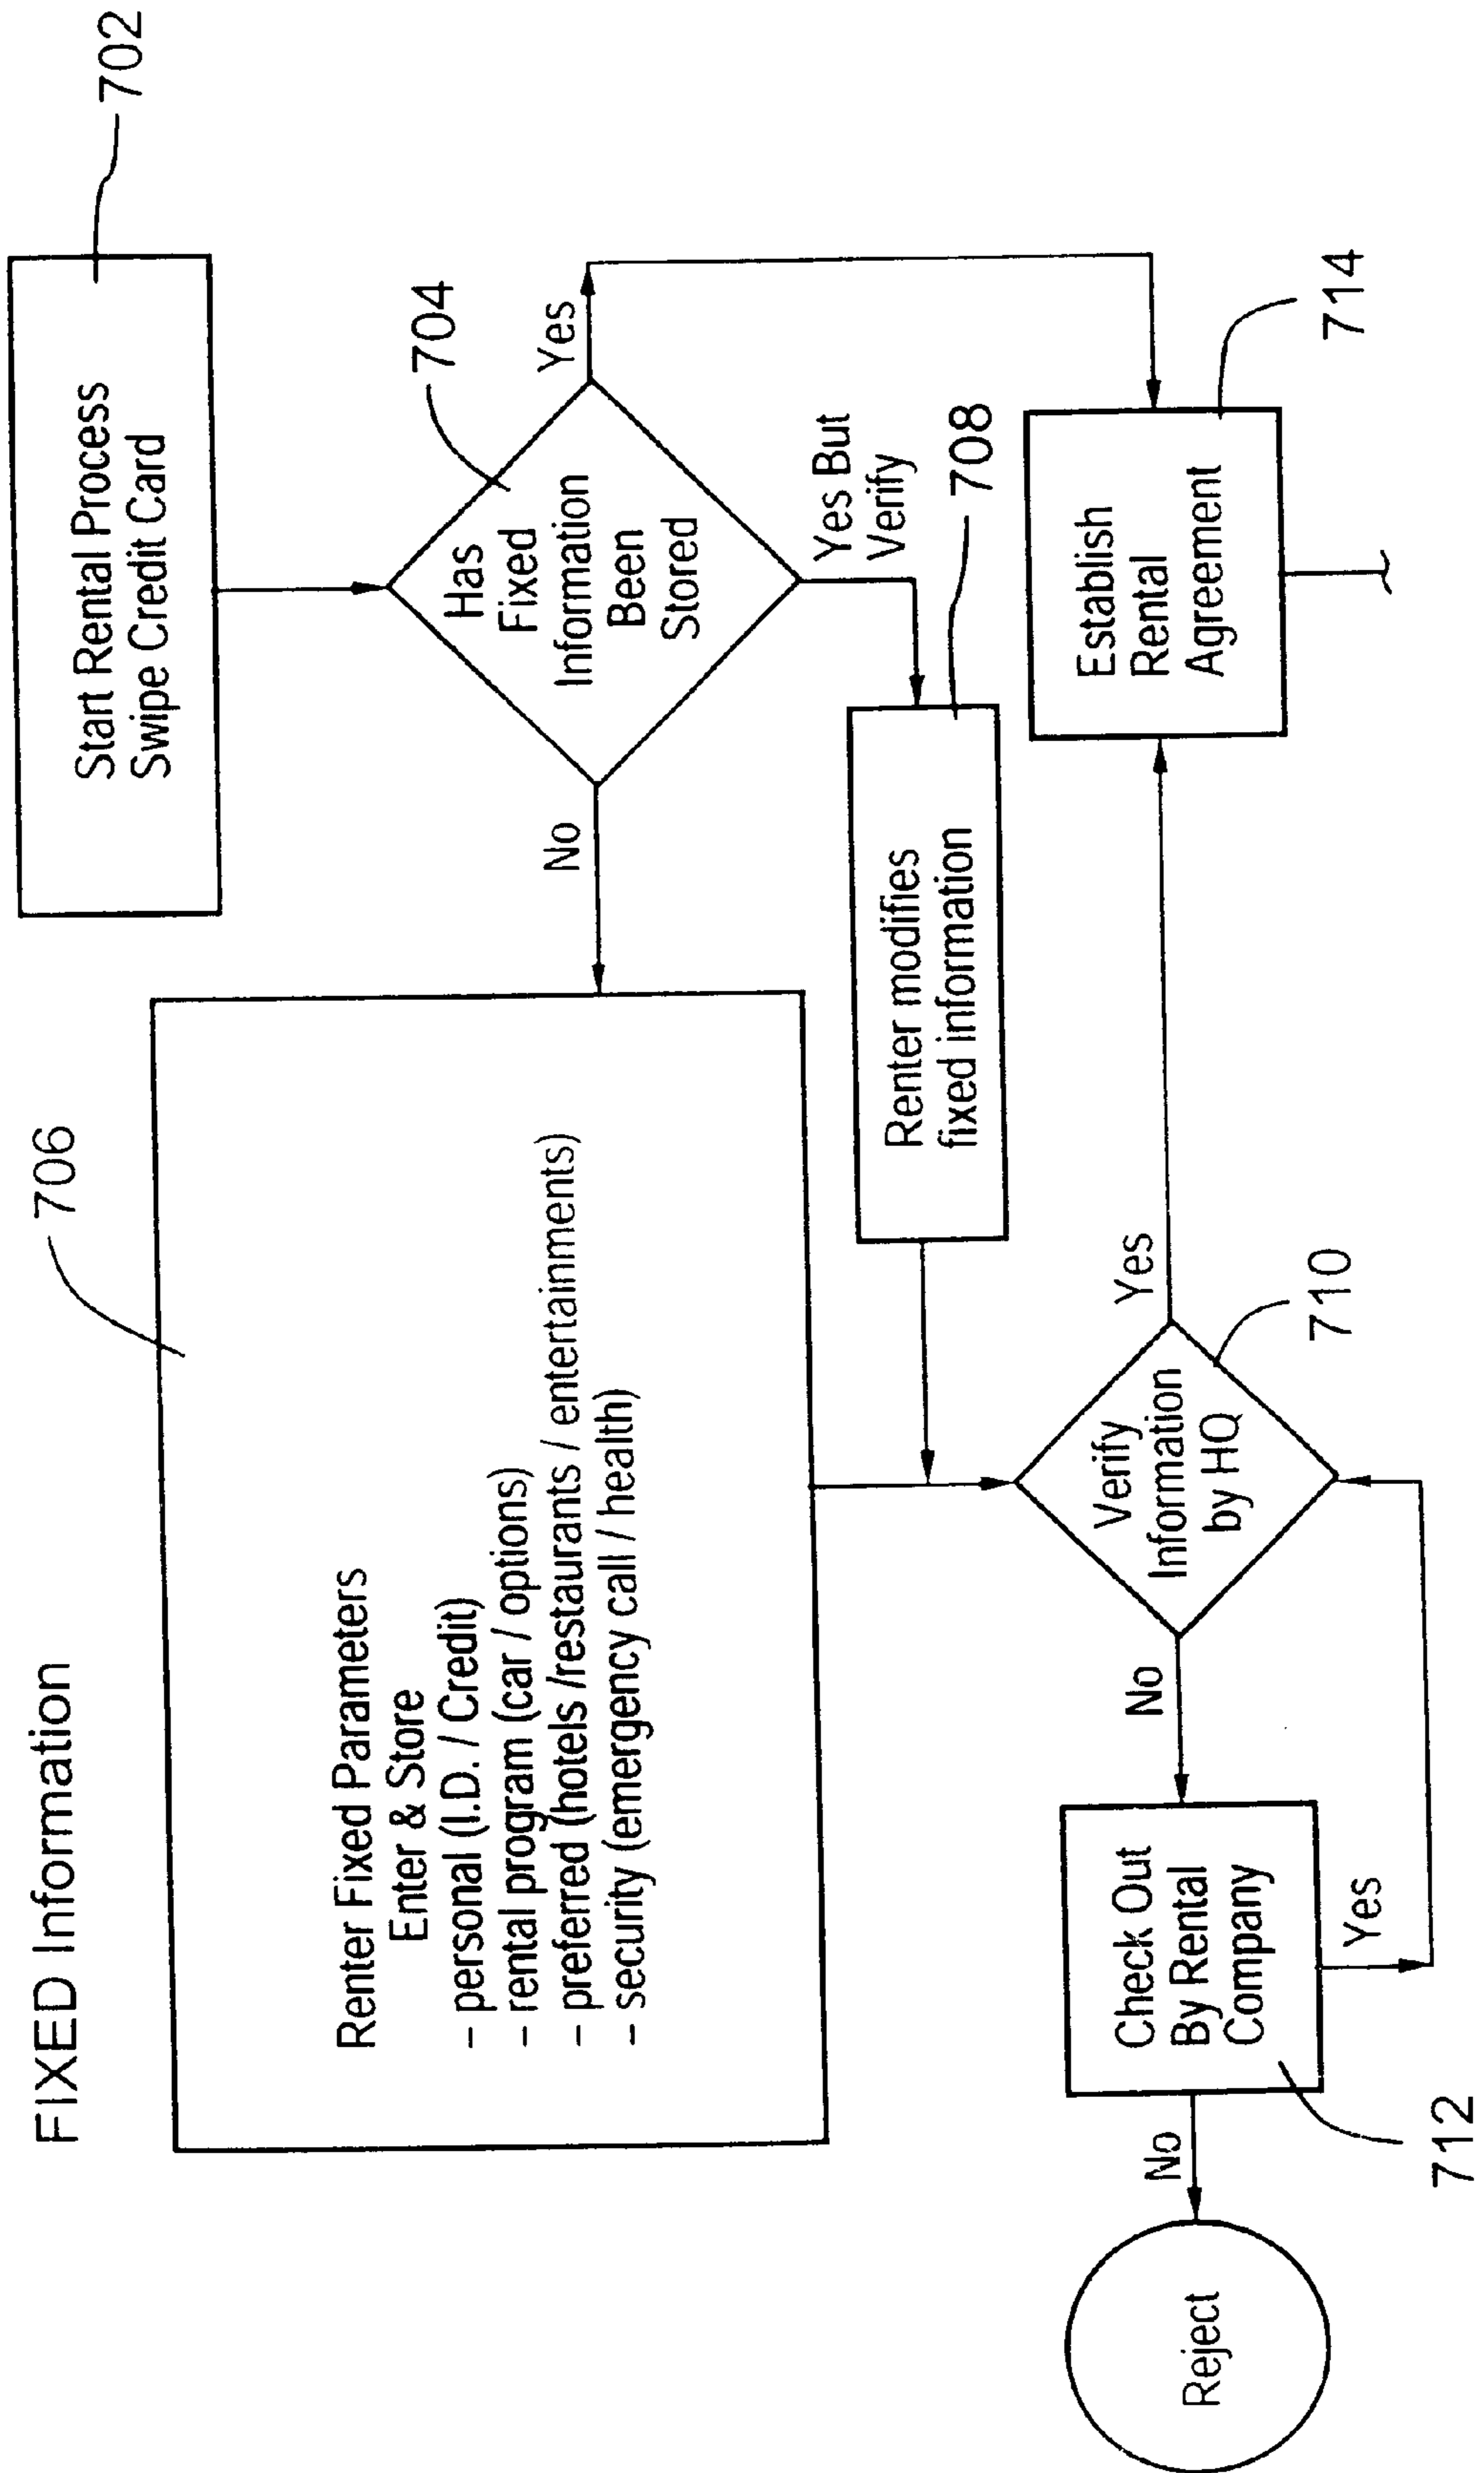 FIXED Information
706
702
Start Rental Process
Swipe Credit Card
704
Has
Fixed
Information
Been
Stored
Yes
No
Yes But
Verify
Renter Fixed Parameters
Enter & Store
– personal (I.D. / Credit)
– rental program (car / options)
– preferred (hotels /restaurants / entertainments)
– security (emergency call / health)
708
Renter modifies
fixed information
Verify
Information
by HQ
710
Yes
No
Establish
Rental
Agreement
714
Check Out
By Rental
Company
712
Yes
No
Reject